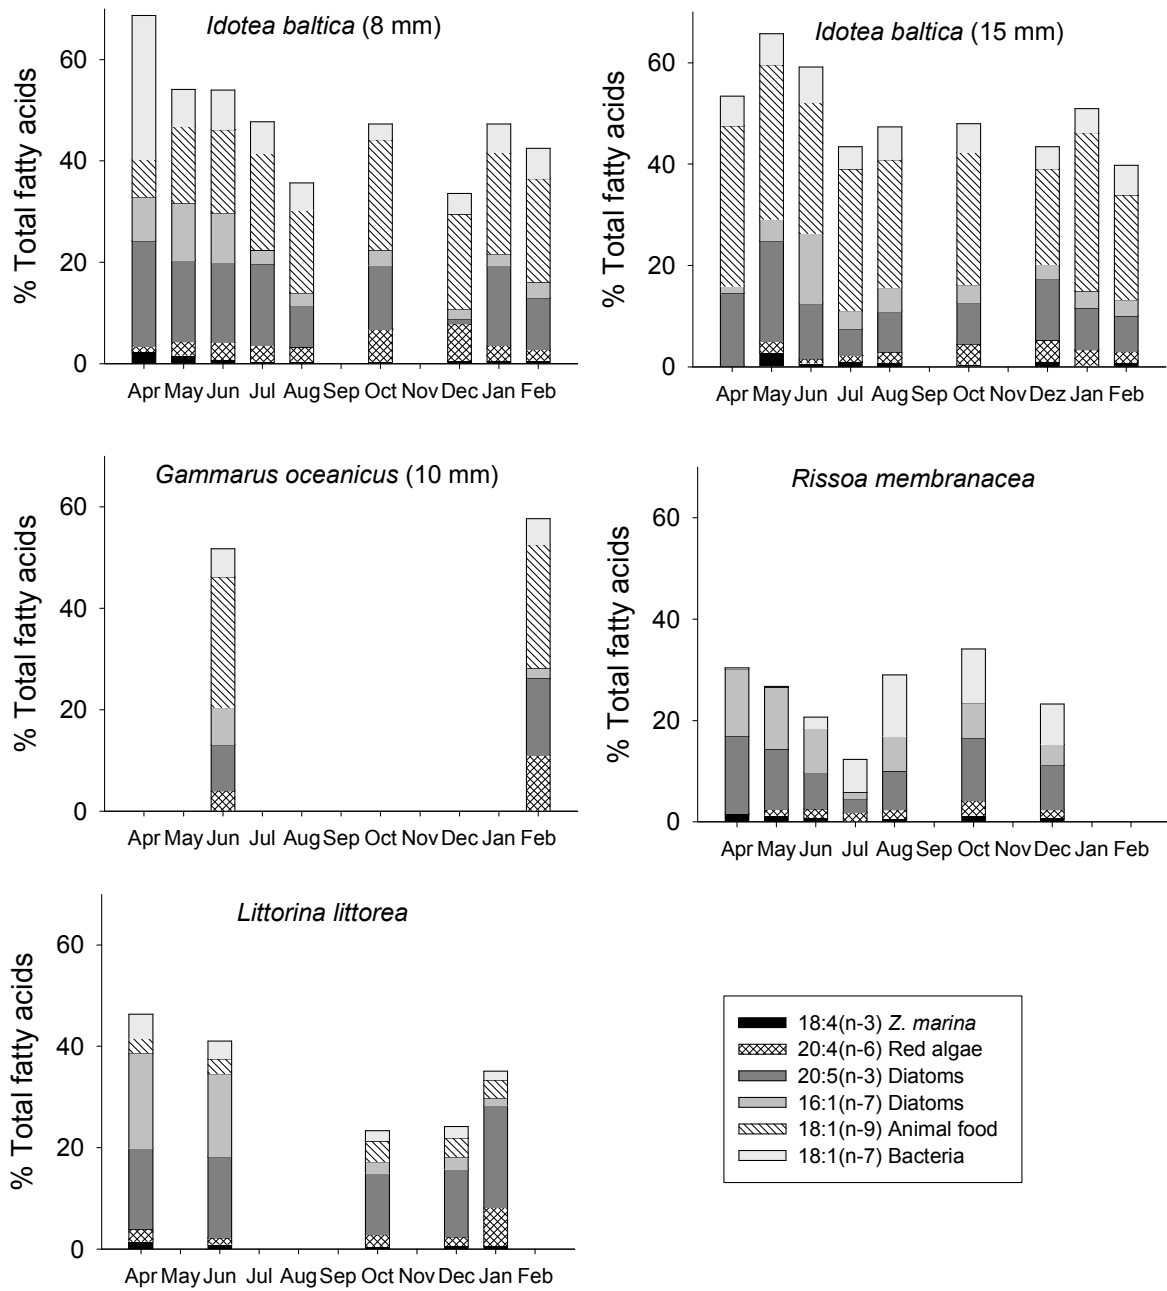 Idotea baltica (8 mm)
% Total fatty acids
60
40
20
0
Apr May Jun Jul Aug Sep Oct Nov Dec Jan Feb
Idotea baltica (15 mm)
% Total fatty acids
60
40
20
0
Apr May Jun Jul Aug Sep Oct Nov Dez Jan Feb
Gammarus oceanicus (10 mm)
% Total fatty acids
60
40
20
0
Apr May Jun Jul Aug Sep Oct Nov Dec Jan Feb
Rissoa membranacea
% Total fatty acids
60
40
20
0
Apr May Jun Jul Aug Sep Oct Nov Dec Jan Feb
Littorina littorea
% Total fatty acids
60
40
20
0
Apr May Jun Jul Aug Sep Oct Nov Dec Jan Feb
18:4(n-3) Z. marina
20:4(n-6) Red algae
20:5(n-3) Diatoms
16:1(n-7) Diatoms
18:1(n-9) Animal food
18:1(n-7) Bacteria